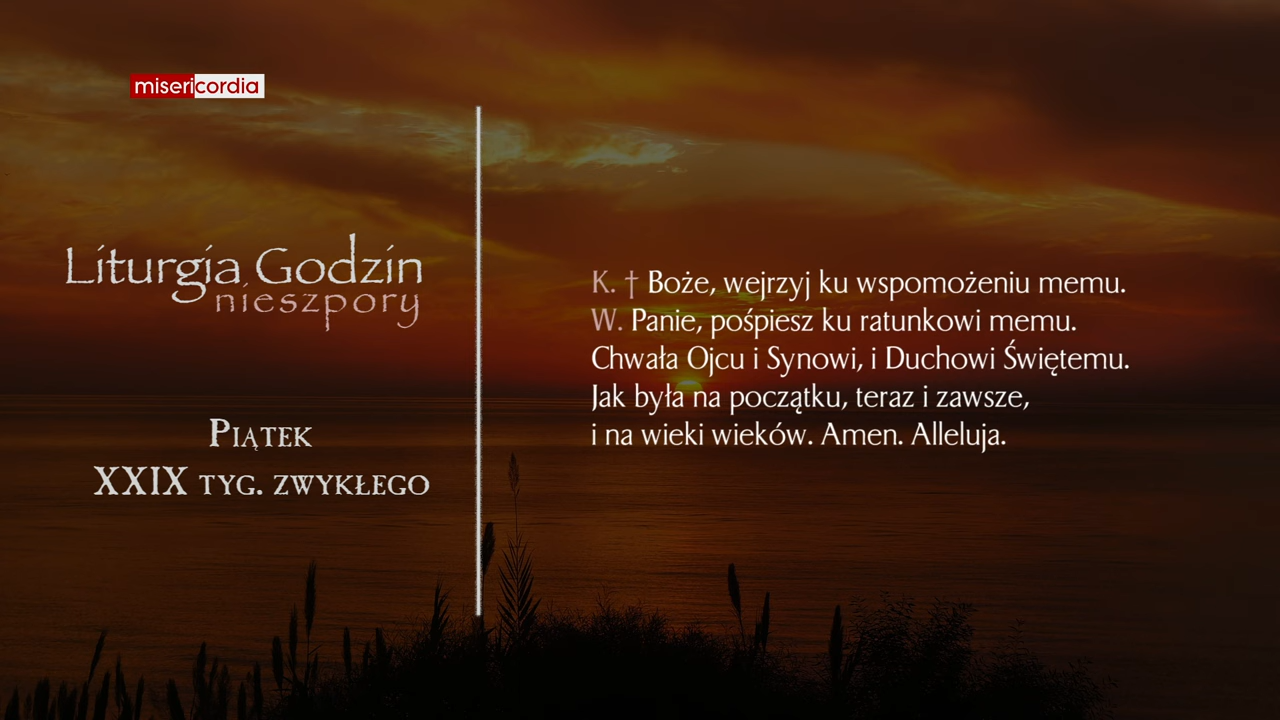 misericordia
Liturgia Godzin
nieszpory
Piątek
XXIX tyg. zwykłego
K. † Boże, wejrzyj ku wspomożeniu memu.
W. Panie, pośpiesz ku ratunkowi memu.
Chwała Ojcu i Synowi, i Duchowi Świętemu.
Jak była na początku, teraz i zawsze,
i na wieki wieków. Amen. Alleluja.